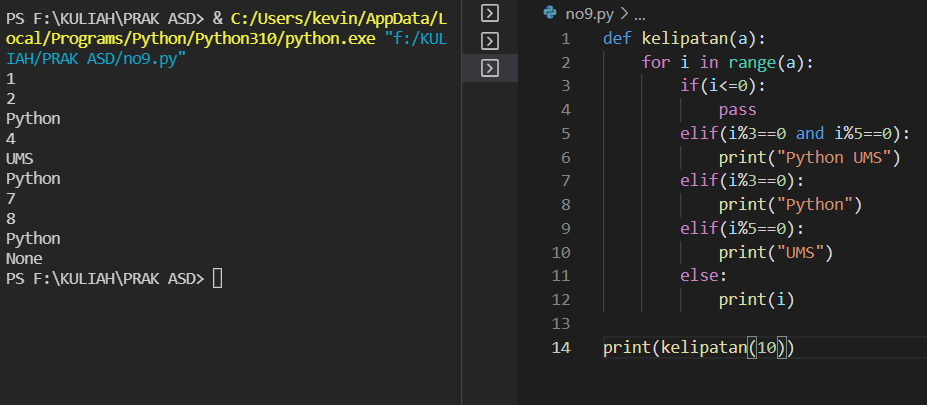 PS F:\KULIAH\PRAK ASD> & C:/Users/kevin/AppData/L
ocal/Programs/Python/Python310/python.exe "f:/KUL
IAH/PRAK ASD/no9.py"
1
2
Python
4
UMS
Python
7
8
Python
None
PS F:\KULIAH\PRAK ASD>
no9.py > ...
1 def kelipatan(a):
2     for i in range(a):
3         if(i<=0):
4             pass
5         elif(i%3==0 and i%5==0):
6             print("Python UMS")
7         elif(i%3==0):
8             print("Python")
9         elif(i%5==0):
10             print("UMS")
11         else:
12             print(i)
13
14 print(kelipatan(10))